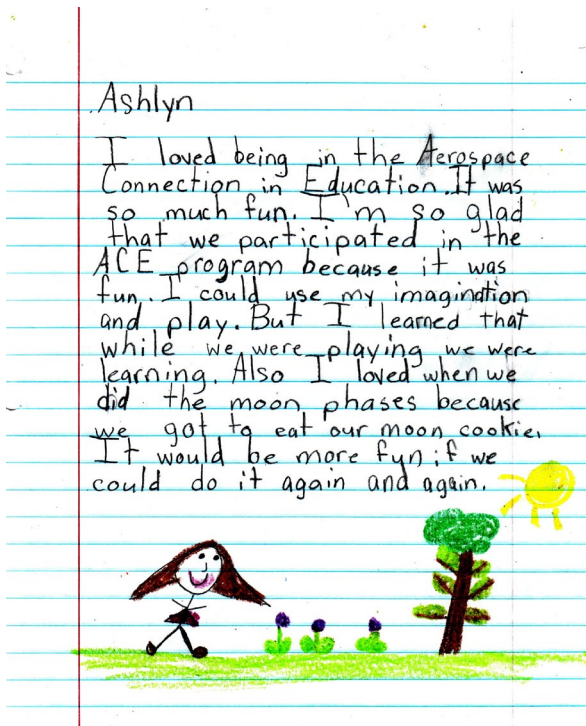 Ashlyn
I loved being in the Aerospace
Connection in Education. It was
so much fun. I'm so glad
that we participated in the
ACE program because it was
fun. I could use my imagination
and play. But I learned that
while we were playing we were
learning. Also I loved when we
did the moon phases because
we got to eat our moon cookie.
It would be more fun if we
could do it again and again.